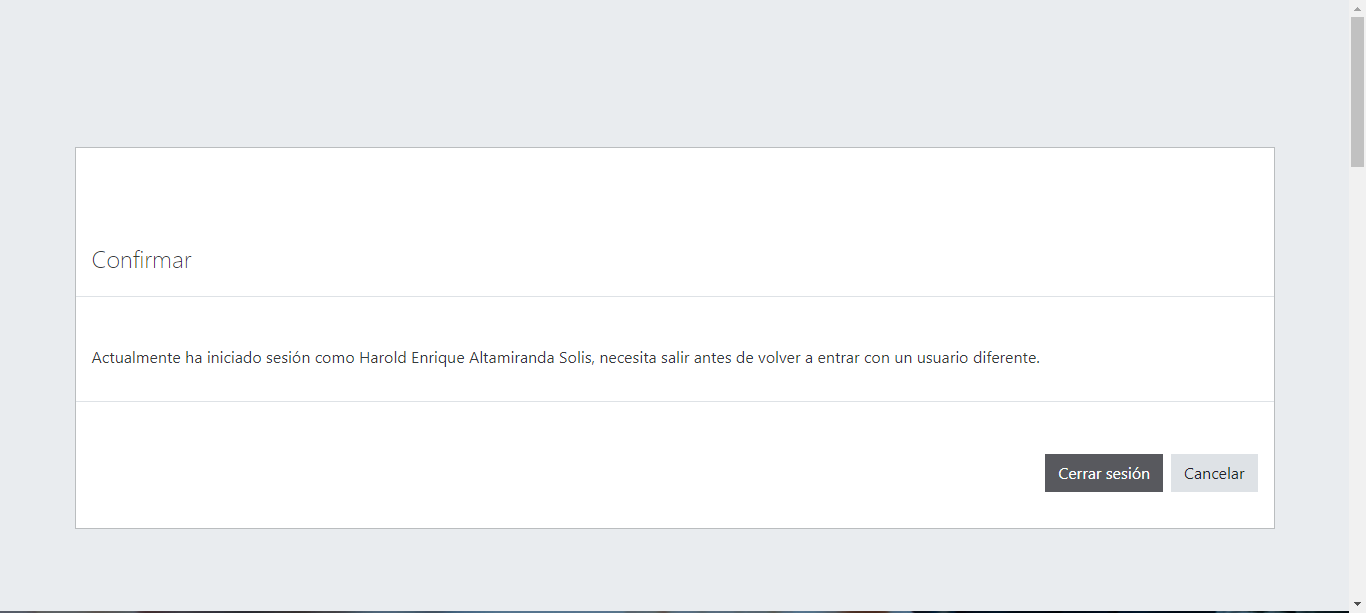 Confirmar
Actualmente ha iniciado sesión como Harold Enrique Altamiranda Solis, necesita salir antes de volver a entrar con un usuario diferente.
Cerrar sesión Cancelar